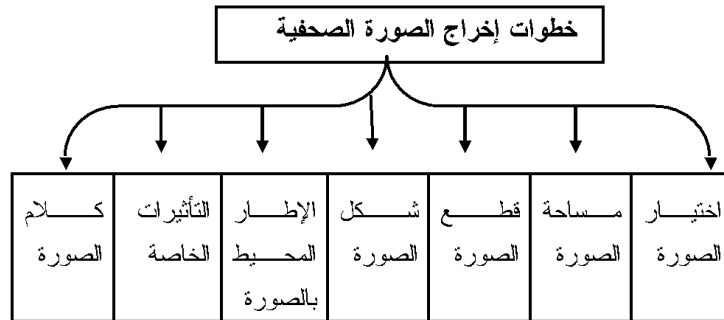 خطوات إخراج الصورة الصحفية
اختيار
الصورة
مساحة
الصورة
قطع
الصورة
شكل
الصورة
الإطار
المحيط
بالصورة
التأثيرات
الخاصة
كلام
الصورة